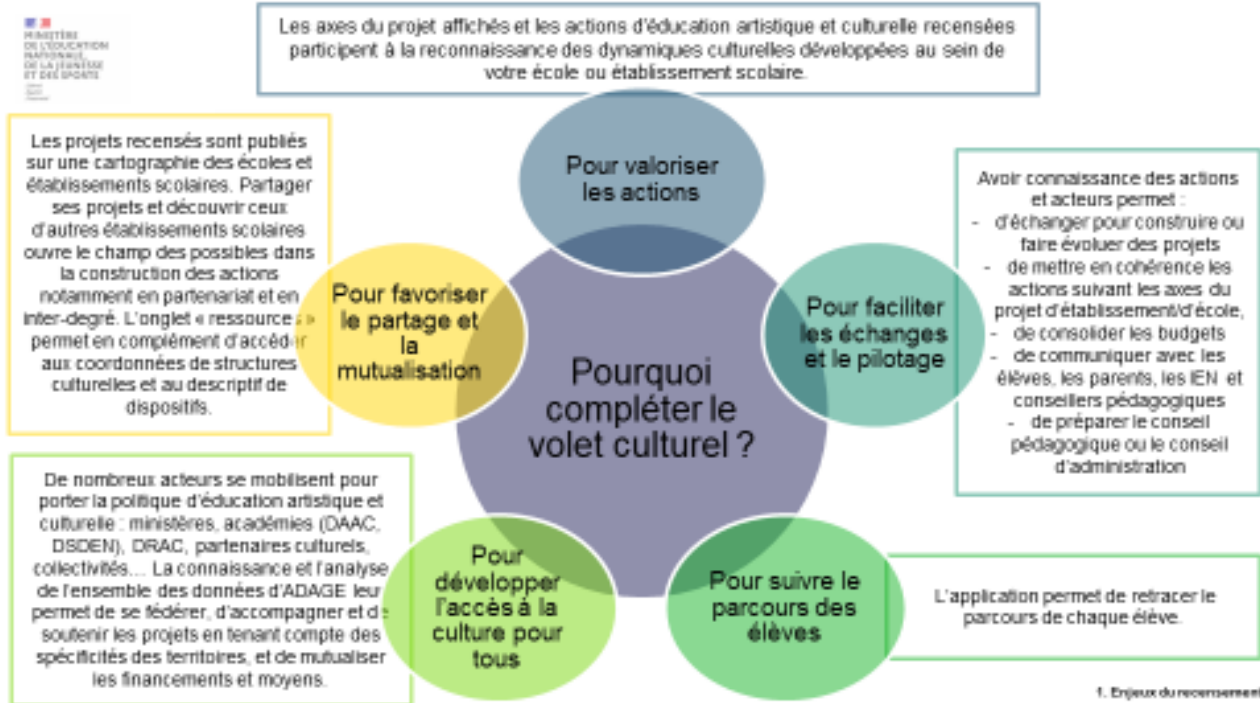 MINISTÈRE
DE L'ÉDUCATION
NATIONALE,
DE LA JEUNESSE
ET DES SPORTS
Les axes du projet affichés et les actions d'éducation artistique et culturelle recensées
participent à la reconnaissance des dynamiques culturelles développées au sein de
votre école ou établissement scolaire.
Pour valoriser
les actions
Les projets recensés sont publiés
sur une cartographie des écoles et
établissements scolaires. Partager
ses projets et découvrir ceux
d'autres établissements scolaires
ouvre le champ des possibles dans
la construction des actions
notamment en partenariat et en
inter-degré. L'onglet « ressources »
permet en complément d'accéder
aux coordonnées de structures
culturelles et au descriptif de
dispositifs.
Pour favoriser
le partage et
la
mutualisation
Pourquoi
compléter le
volet culturel ?
Pour faciliter
les échanges
et le pilotage
Avoir connaissance des actions
et acteurs permet :
- d'échanger pour construire ou
faire évoluer des projets
- de mettre en cohérence les
actions suivant les axes du
projet d'établissement/d'école,
- de consolider les budgets
- de communiquer avec les
élèves, les parents, les IEN et
conseillers pédagogiques
- de préparer le conseil
pédagogique ou le conseil
d'administration
De nombreux acteurs se mobilisent pour
porter la politique d'éducation artistique et
culturelle : ministères, académies (DAAC,
DSDEN), DRAC, partenaires culturels,
collectivités… La connaissance et l'analyse
de l'ensemble des données d'ADAGE leur
permet de se fédérer, d'accompagner et de
soutenir les projets en tenant compte des
spécificités des territoires, et de mutualiser
les financements et moyens.
Pour
développer
l'accès à la
culture pour
tous
Pour suivre le
parcours des
élèves
L'application permet de retracer le
parcours de chaque élève.
1. Enjeux du recensement